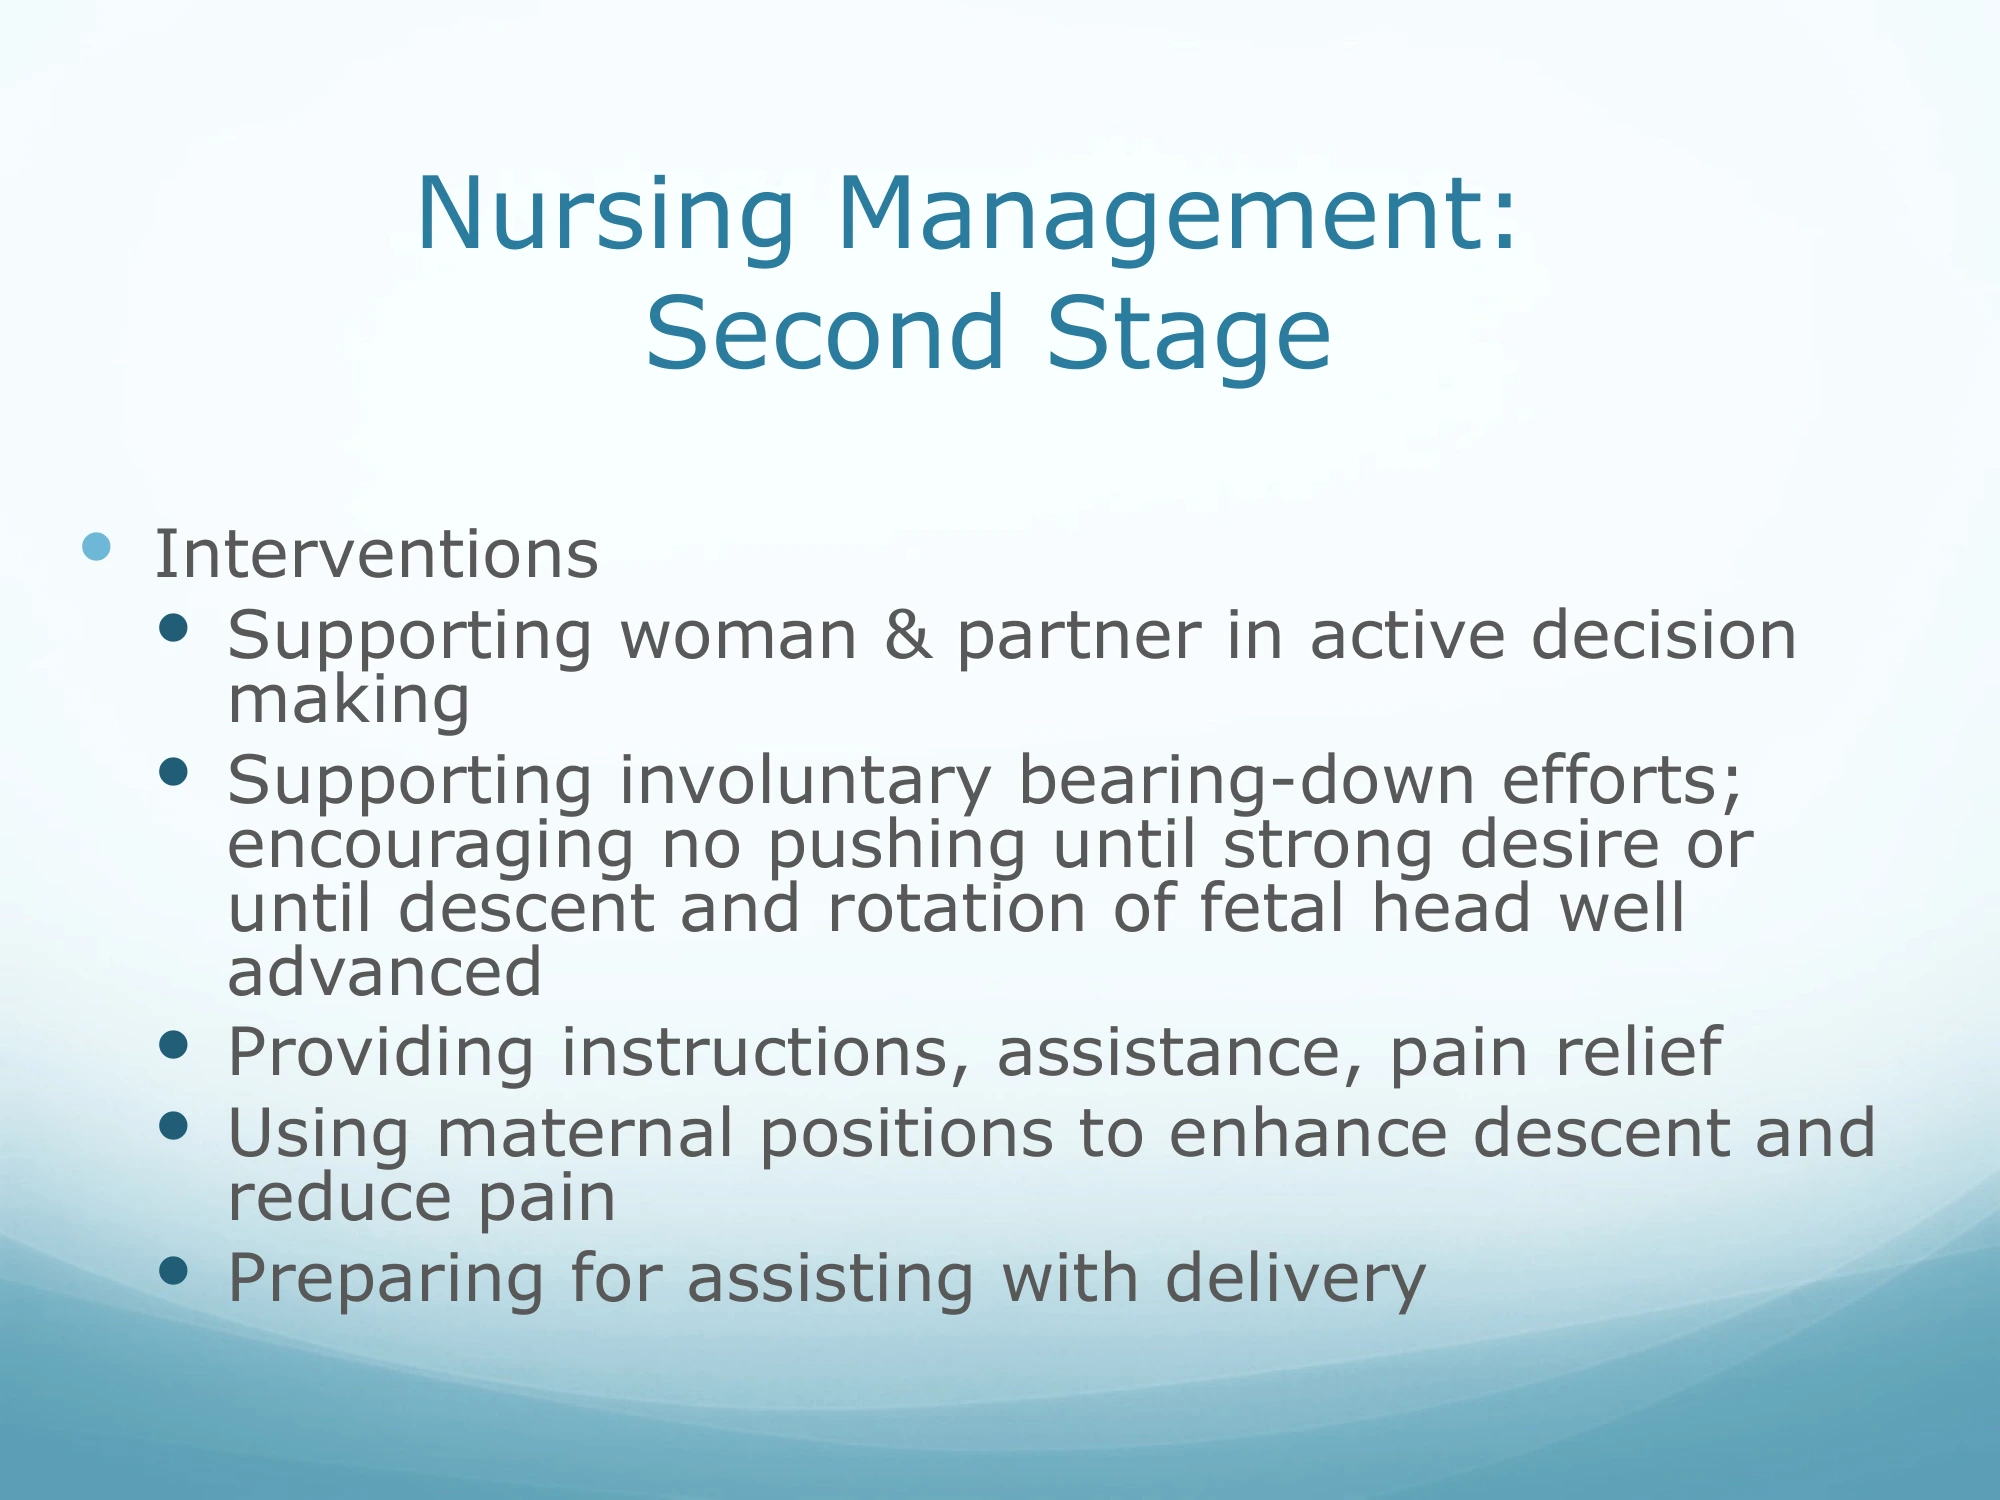 Nursing Management:
Second Stage
• Interventions
• Supporting woman & partner in active decision
making
• Supporting involuntary bearing-down efforts;
encouraging no pushing until strong desire or
until descent and rotation of fetal head well
advanced
• Providing instructions, assistance, pain relief
• Using maternal positions to enhance descent and
reduce pain
• Preparing for assisting with delivery